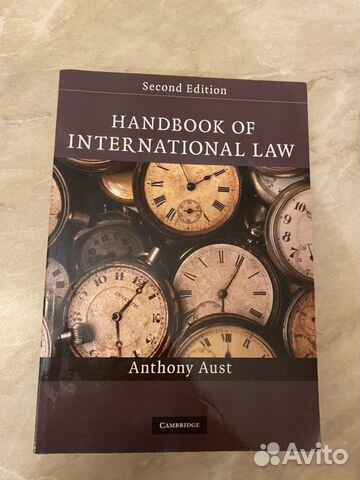 Second Edition
HANDBOOK OF
INTERNATIONAL LAW
Anthony Aust
CAMBRIDGE
Avito